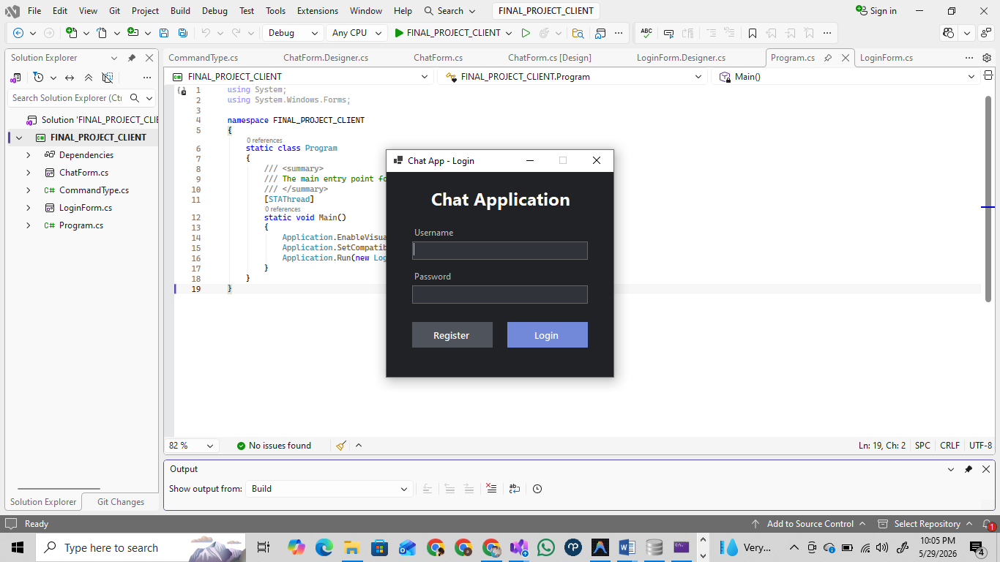 File Edit View Git Project Build Debug Test Tools Extensions Window Help Search FINAL_PROJECT_CLIENT Sign in
Debug Any CPU FINAL_PROJECT_CLIENT
Solution Explorer
CommandType.cs ChatForm.Designer.cs ChatForm.cs ChatForm.cs [Design] LoginForm.Designer.cs Program.cs LoginForm.cs
FINAL_PROJECT_CLIENT FINAL_PROJECT_CLIENT.Program Main()
Search Solution Explorer (Ctr
Solution 'FINAL_PROJECT_CLIE
FINAL_PROJECT_CLIENT
Dependencies
ChatForm.cs
CommandType.cs
LoginForm.cs
Program.cs
1 using System;
2 using System.Windows.Forms;
3
4 namespace FINAL_PROJECT_CLIENT
5 {
0 references
6 static class Program
7 {
8 /// <summary>
9 /// The main entry point fo
10 /// </summary>
11 [STAThread]
0 references
12 static void Main()
13 {
14 Application.EnableVisua
15 Application.SetCompatib
16 Application.Run(new Log
17 }
18 }
19 }
Chat App - Login
Chat Application
Username
Password
Register Login
82 % No issues found Ln: 19, Ch: 2 SPC CRLF UTF-8
Output
Show output from: Build
Solution Explorer Git Changes
Ready Add to Source Control Select Repository 1
Type here to search Very... 10:05 PM
5/29/2026 4